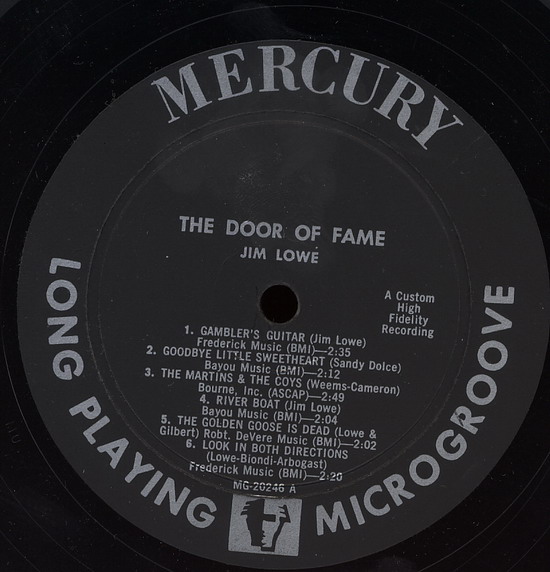 MERCURY
THE DOOR OF FAME
JIM LOWE
A Custom
High
Fidelity
Recording
1. GAMBLER'S GUITAR (Jim Lowe)
Frederick Music (BMI)—2:35
2. GOODBYE LITTLE SWEETHEART (Sandy Dolce)
Bayou Music (BMI)—2:12
3. THE MARTINS & THE COYS (Weems-Cameron)
Bourne, Inc. (ASCAP)—2:49
4. RIVER BOAT (Jim Lowe)
Bayou Music (BMI)—2:04
5. THE GOLDEN GOOSE IS DEAD (Lowe &
Gilbert) Robt. DeVere Music (BMI)—2:02
6. LOOK IN BOTH DIRECTIONS
(Lowe-Biondi-Arbogast)
Frederick Music (BMI)—2:20
MG-20246 A
LONG PLAYING MICROGROOVE